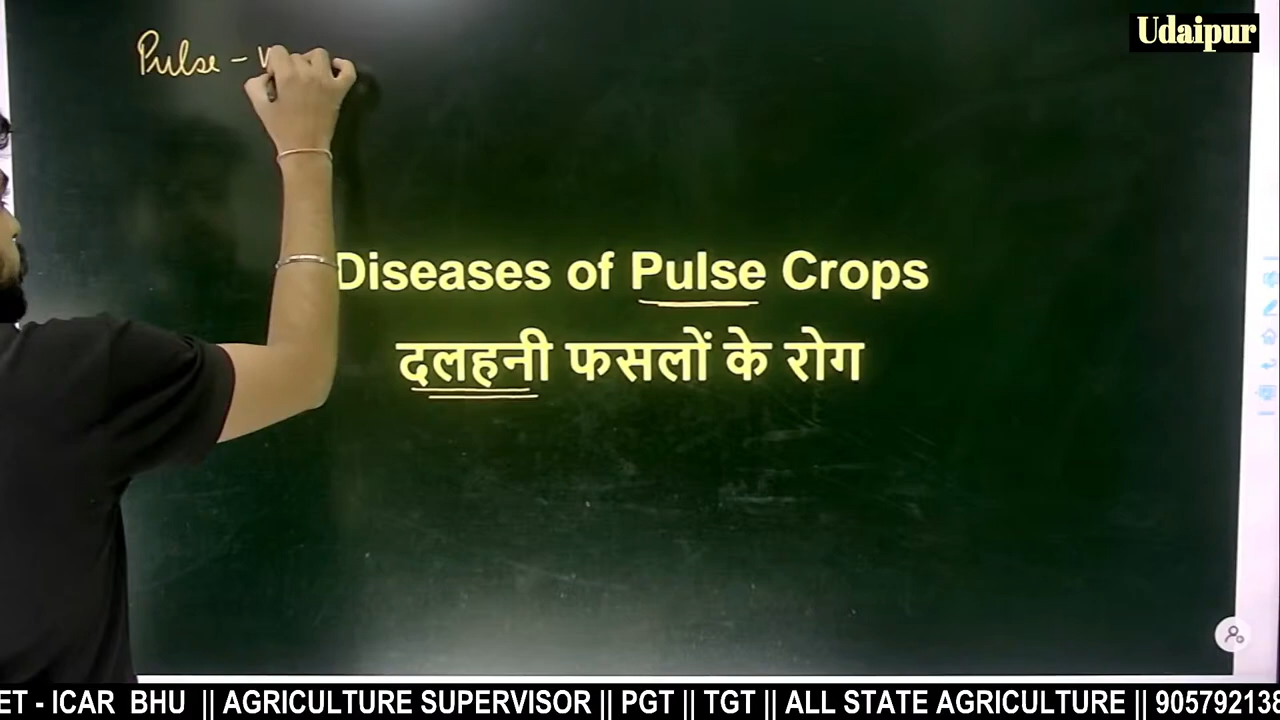 Udaipur
Pulse -
Diseases of Pulse Crops
दलहनी फसलों के रोग
ET - ICAR BHU || AGRICULTURE SUPERVISOR || PGT || TGT || ALL STATE AGRICULTURE || 905792138